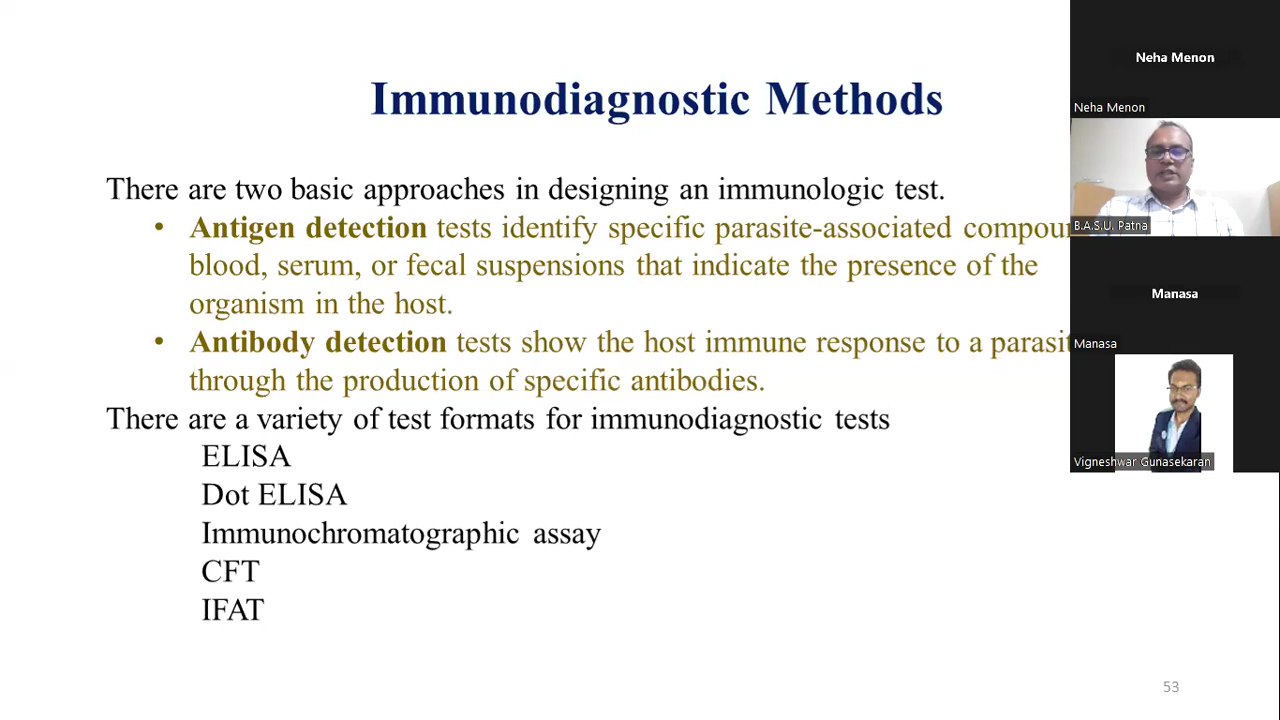 Immunodiagnostic Methods
There are two basic approaches in designing an immunologic test.
• Antigen detection tests identify specific parasite-associated
blood, serum, or fecal suspensions that indicate the presence of the
organism in the host.
• Antibody detection tests show the host immune response to a
through the production of specific antibodies.
There are a variety of test formats for immunodiagnostic tests
ELISA
Dot ELISA
Immunochromatographic assay
CFT
IFAT
53
Neha Menon
Neha Menon
B.A.S.U. Patna
Manasa
Manasa
Vigneshwar Gunasekaran